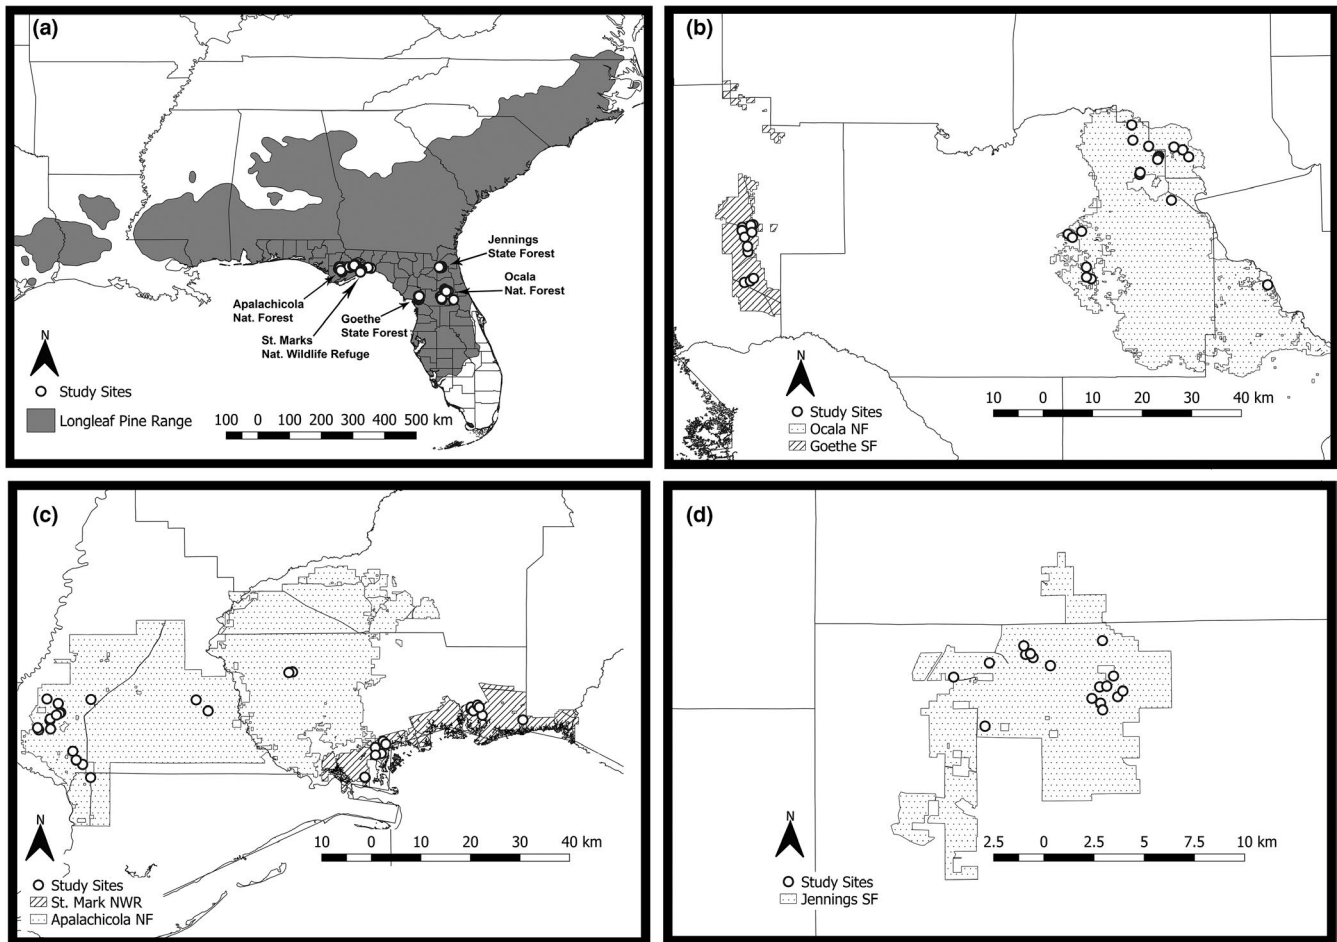 (a)
Jennings
State Forest
Ocala
Nat. Forest
Apalachicola
Nat. Forest
Goethe
State Forest
St. Marks
Nat. Wildlife Refuge
N
Study Sites
Longleaf Pine Range
100 0 100 200 300 400 500 km
(b)
N
Study Sites
Ocala NF
Goethe SF
10 0 10 20 30 40 km
(c)
N
Study Sites
St. Mark NWR
Apalachicola NF
10 0 10 20 30 40 km
(d)
N
Study Sites
Jennings SF
2.5 0 2.5 5 7.5 10 km